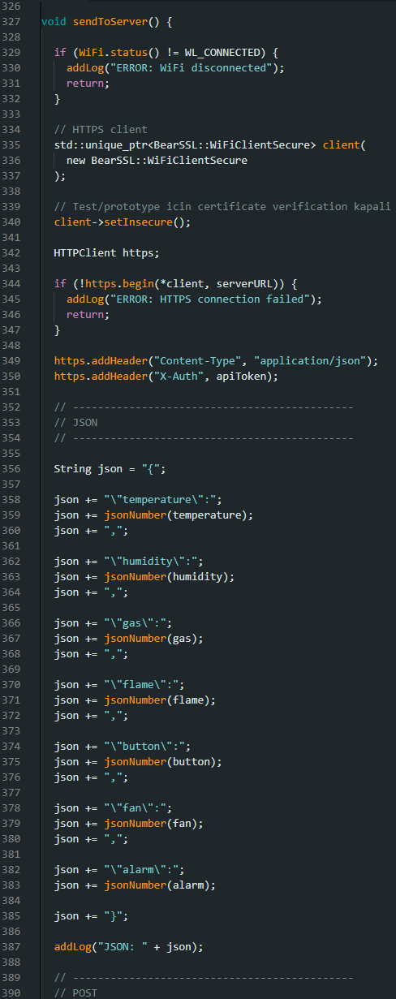 326
327 void sendToServer() {
328
329 if (WiFi.status() != WL_CONNECTED) {
330 addLog("ERROR: WiFi disconnected");
331 return;
332 }
333
334 // HTTPS client
335 std::unique_ptr<BearSSL::WiFiClientSecure> client(
336 new BearSSL::WiFiClientSecure
337 );
338
339 // Test/prototype icin certificate verification kapali
340 client->setInsecure();
341
342 HTTPClient https;
343
344 if (!https.begin(*client, serverURL)) {
345 addLog("ERROR: HTTPS connection failed");
346 return;
347 }
348
349 https.addHeader("Content-Type", "application/json");
350 https.addHeader("X-Auth", apiToken);
351
352 // ---------------------------------------------
353 // JSON
354 // ---------------------------------------------
355
356 String json = "{";
357
358 json += "\"temperature\":";
359 json += jsonNumber(temperature);
360 json += ",";
361
362 json += "\"humidity\":";
363 json += jsonNumber(humidity);
364 json += ",";
365
366 json += "\"gas\":";
367 json += jsonNumber(gas);
368 json += ",";
369
370 json += "\"flame\":";
371 json += jsonNumber(flame);
372 json += ",";
373
374 json += "\"button\":";
375 json += jsonNumber(button);
376 json += ",";
377
378 json += "\"fan\":";
379 json += jsonNumber(fan);
380 json += ",";
381
382 json += "\"alarm\":";
383 json += jsonNumber(alarm);
384
385 json += "}";
386
387 addLog("JSON: " + json);
388
389 // ---------------------------------------------
390 // POST